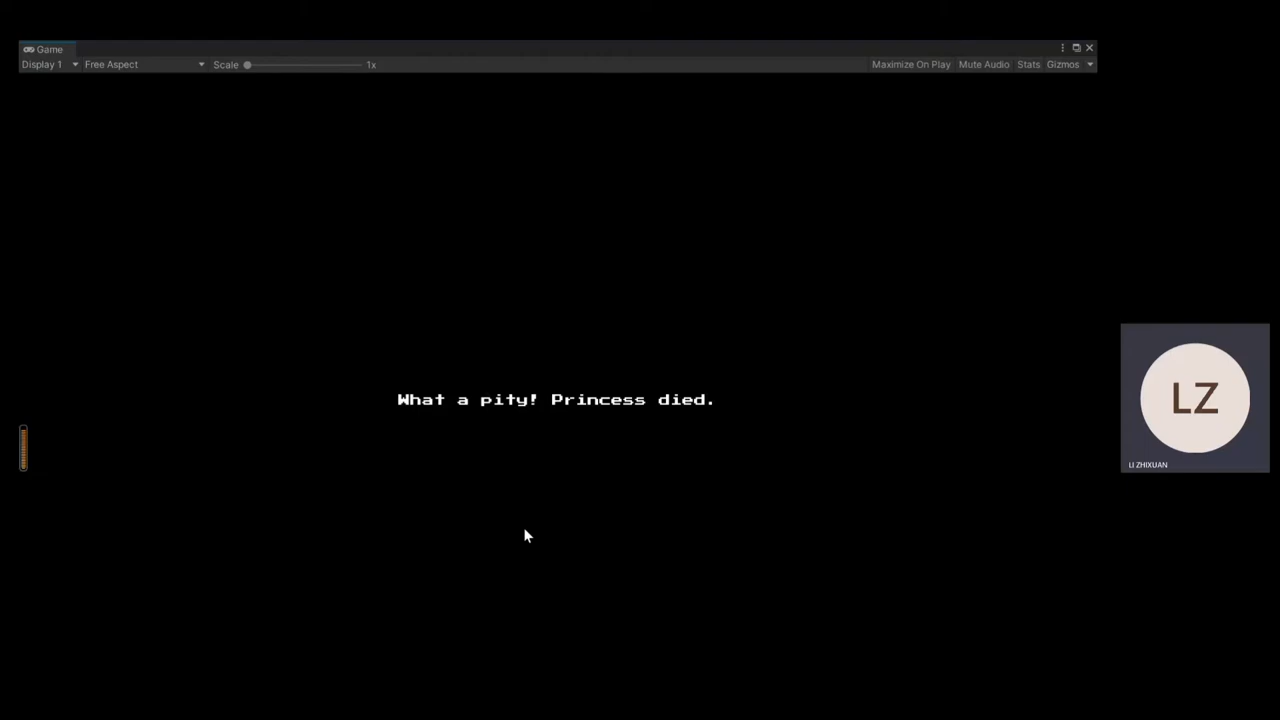 Game
Display 1 Free Aspect Scale 1x Maximize On Play Mute Audio Stats Gizmos
What a pity! Princess died.
LZ
LI ZHIXUAN